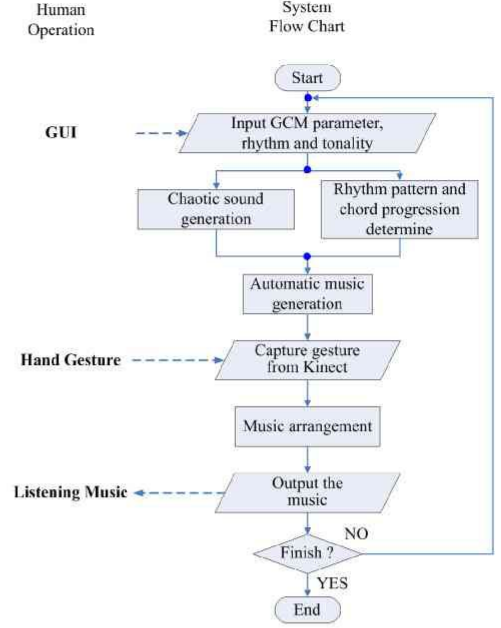 Human
Operation
System
Flow Chart
Start
GUI
Input GCM parameter,
rhythm and tonality
Chaotic sound
generation
Rhythm pattern and
chord progression
determine
Automatic music
generation
Hand Gesture
Capture gesture
from Kinect
Music arrangement
Listening Music
Output the
music
Finish ?
NO
YES
End